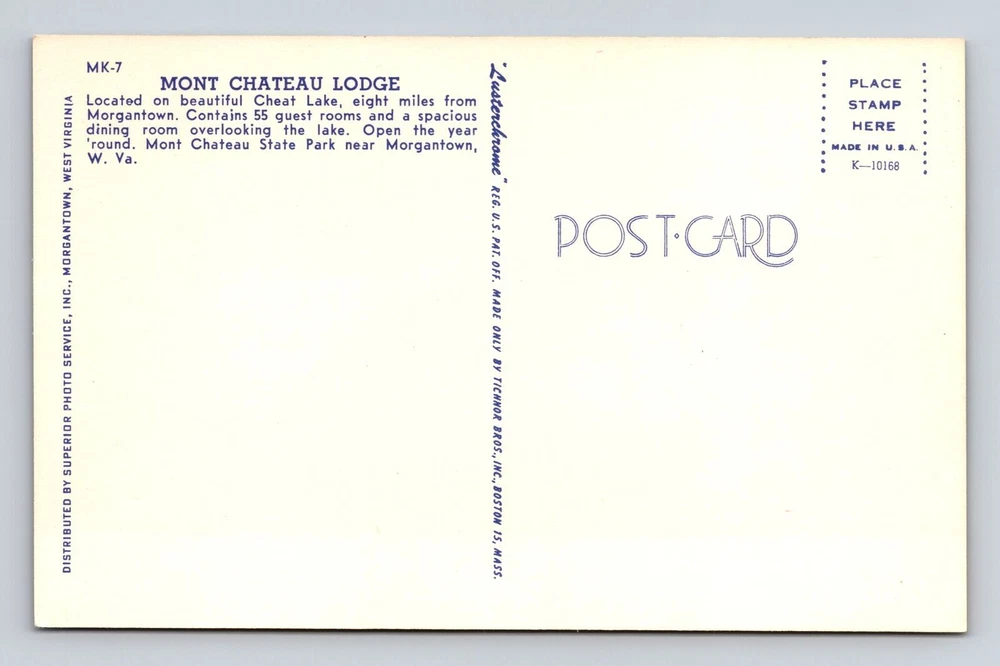 MK-7
MONT CHATEAU LODGE
Located on beautiful Cheat Lake, eight miles from
Morgantown. Contains 55 guest rooms and a spacious
dining room overlooking the lake. Open the year
'round. Mont Chateau State Park near Morgantown,
W. Va.
DISTRIBUTED BY SUPERIOR PHOTO SERVICE, INC., MORGANTOWN, WEST VIRGINIA
"Lusterchrome" REG. U.S. PAT. OFF. MADE ONLY BY TICHNOR BROS., INC., BOSTON 15, MASS.
POST·CARD
PLACE
STAMP
HERE
MADE IN U.S.A.
K—10168